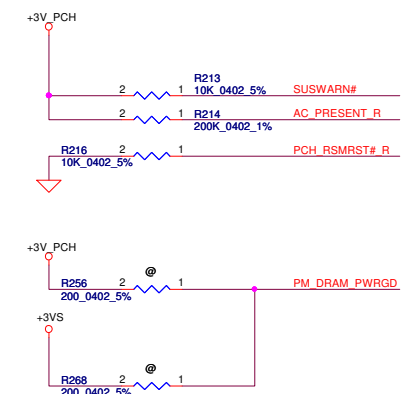 +3V_PCH
R213
2 1 10K_0402_5% SUSWARN#
2 1 R214 AC_PRESENT_R
200K_0402_1%
R216 2 1 PCH_RSMRST#_R
10K_0402_5%
+3V_PCH
@
R256 2 1 PM_DRAM_PWRGD
200_0402_5%
+3VS
@
R268 2 1
200_0402_5%